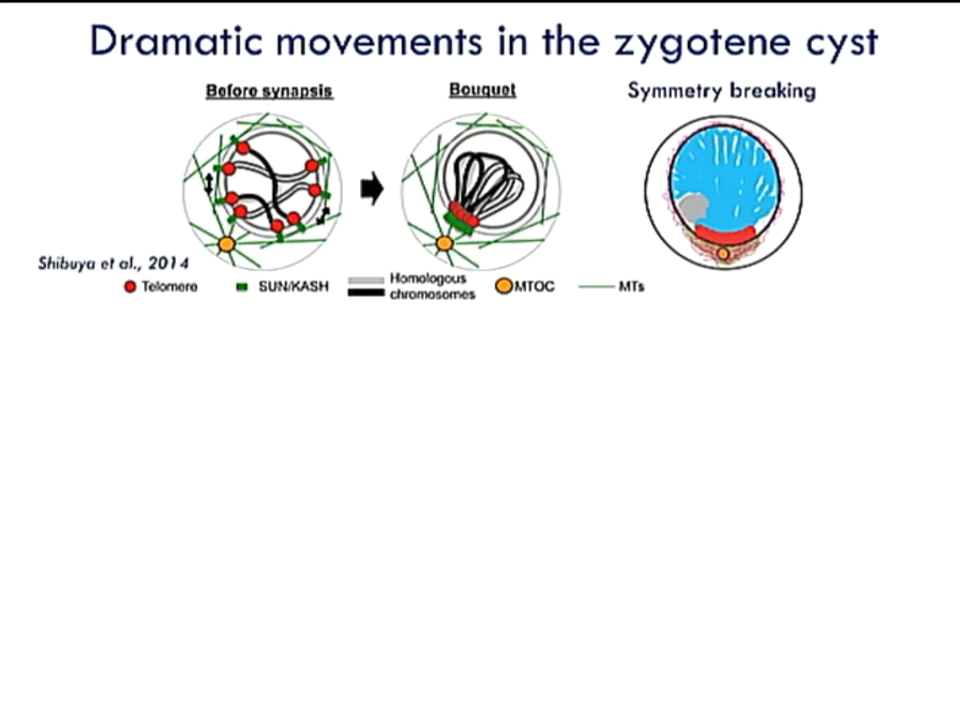 Dramatic movements in the zygotene cyst
Before synapsis
Bouquet
Symmetry breaking
Shibuya et al., 2014
Telomere
SUN/KASH
Homologous
chromosomes
MTOC
MTs